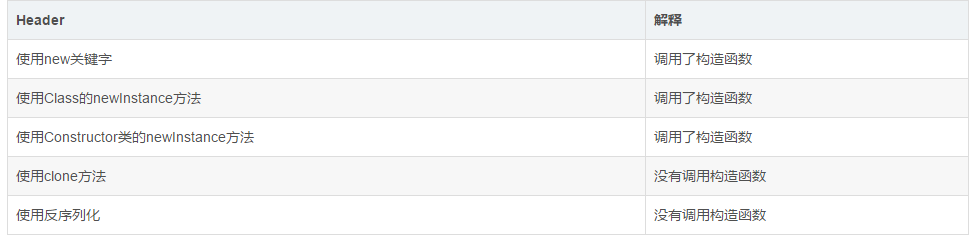 Header 解释
使用new关键字 调用了构造函数
使用Class的newInstance方法 调用了构造函数
使用Constructor类的newInstance方法 调用了构造函数
使用clone方法 没有调用构造函数
使用反序列化 没有调用构造函数